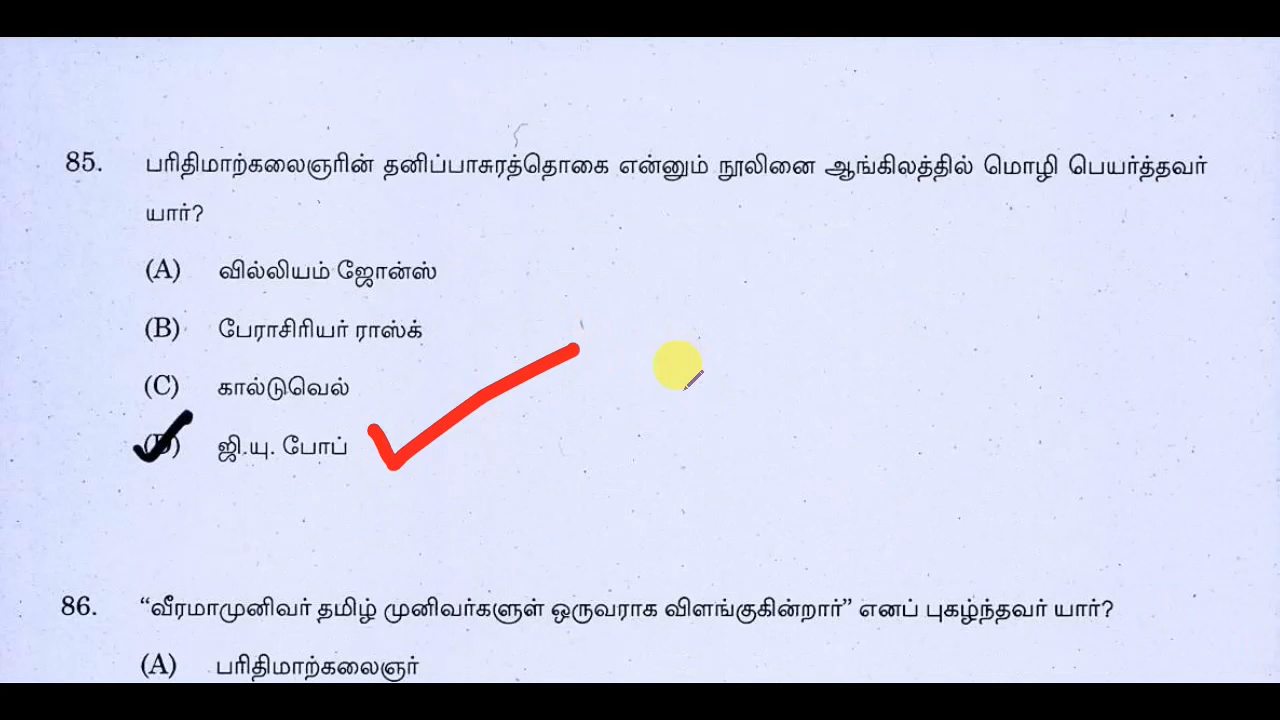 85. பரிதிமாற்கலைஞரின் தனிப்பாசுரத்தொகை என்னும் நூலினை ஆங்கிலத்தில் மொழி பெயர்த்தவர்
யார்?
(A) வில்லியம் ஜோன்ஸ்
(B) பேராசிரியர் ராஸ்க்
(C) கால்டுவெல்
(D) ஜி.யு. போப்
86. “வீரமாமுனிவர் தமிழ் முனிவர்களுள் ஒருவராக விளங்குகின்றார்” எனப் புகழ்ந்தவர் யார்?
(A) பரிதிமாற்கலைஞர்